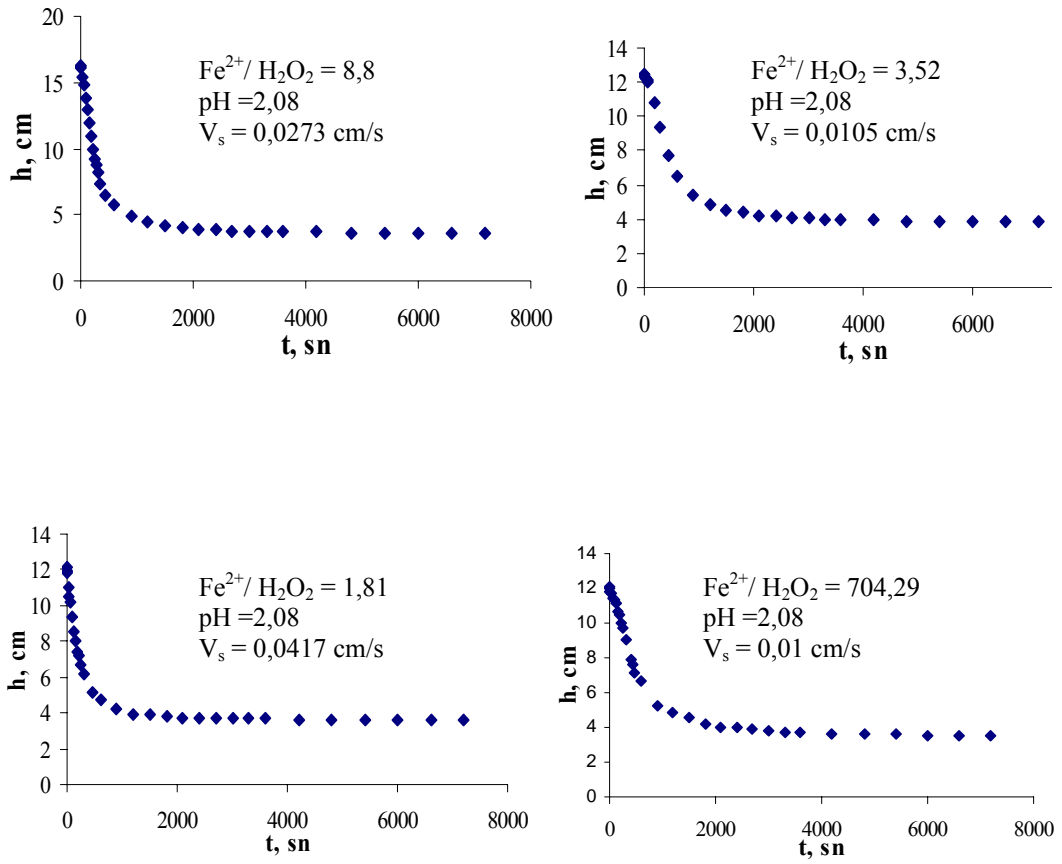 20
15
10
5
0
h, cm
Fe²⁺/ H₂O₂ = 8,8
pH =2,08
Vₛ = 0,0273 cm/s
0 2000 4000 6000 8000
t, sn
14
12
10
8
6
4
2
0
h, cm
Fe²⁺/ H₂O₂ = 3,52
pH =2,08
Vₛ = 0,0105 cm/s
0 2000 4000 6000
t, sn
14
12
10
8
6
4
2
0
h, cm
Fe²⁺/ H₂O₂ = 1,81
pH =2,08
Vₛ = 0,0417 cm/s
0 2000 4000 6000 8000
t, sn
14
12
10
8
6
4
2
0
h, cm
Fe²⁺/ H₂O₂ = 704,29
pH =2,08
Vₛ = 0,01 cm/s
0 2000 4000 6000 8000
t, sn